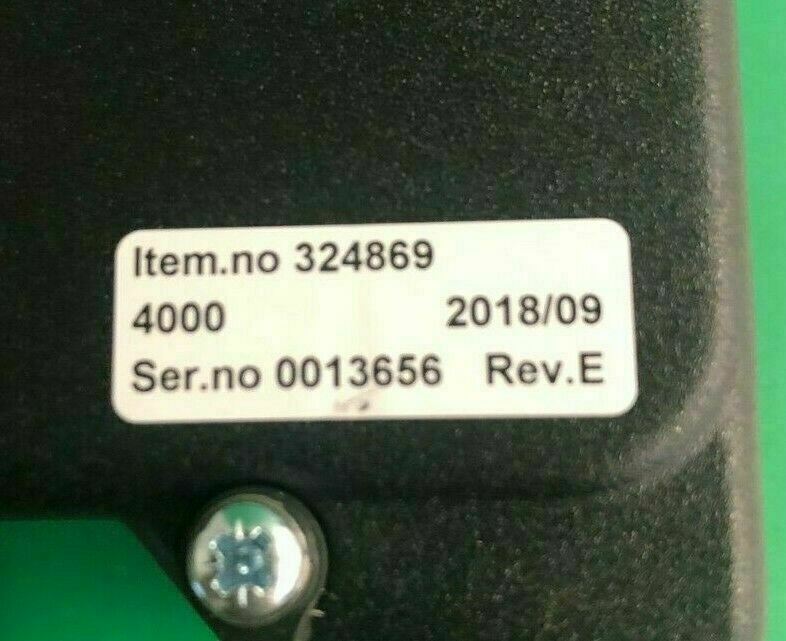 Item.no 324869
4000 2018/09
Ser.no 0013656 Rev.E